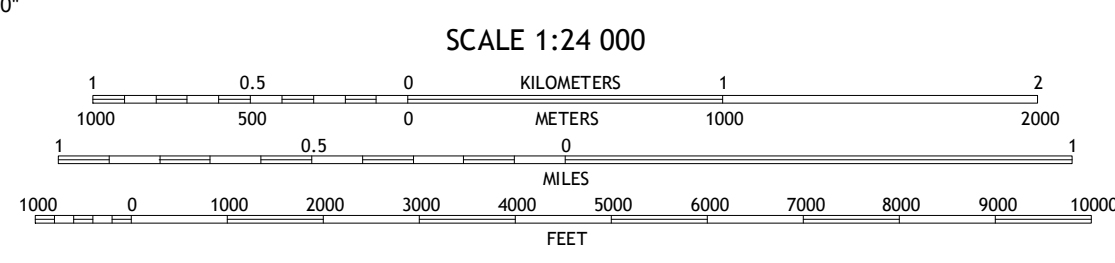 0"
SCALE 1:24 000
1 0.5 0 KILOMETERS 1 2
1000 500 0 METERS 1000 2000
1 0.5 0 1
MILES
1000 0 1000 2000 3000 4000 5000 6000 7000 8000 9000 10000
FEET